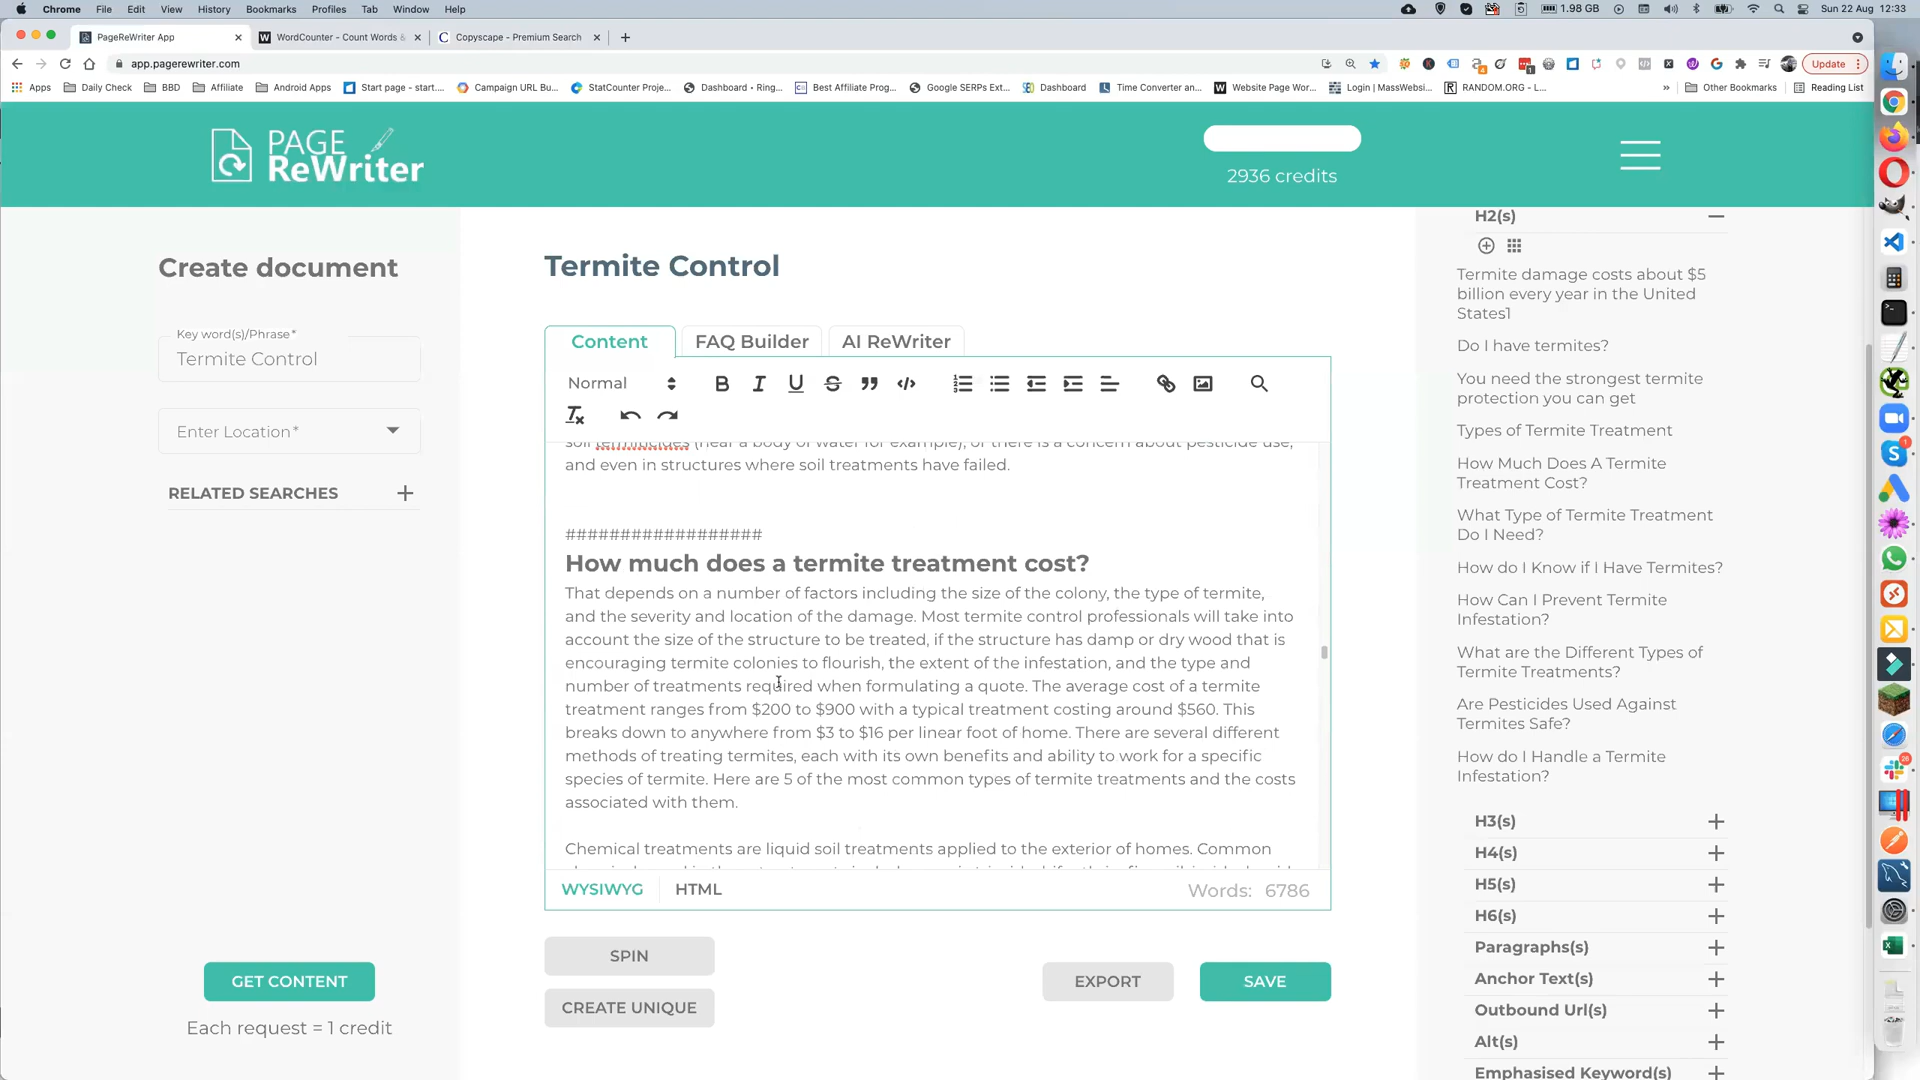 Chrome File Edit View History Bookmarks Profiles Tab Window Help
1.98 GB Sun 22 Aug 12:33
PageReWriter App WordCounter - Count Words & Copyscape - Premium Search
app.pagerewriter.com
Update
Apps Daily Check BBD Affiliate Android Apps Start page - start.... Campaign URL Bu... StatCounter Proje... Dashboard • Ring... Best Affiliate Prog... Google SERPs Ext... Dashboard Time Converter an... Website Page Wor... Login | MassWebsi... RANDOM.ORG - L... » Other Bookmarks Reading List
PAGE
ReWriter
2936 credits
Create document
Key word(s)/Phrase*
Termite Control
Enter Location*
RELATED SEARCHES
GET CONTENT
Each request = 1 credit
Termite Control
Content FAQ Builder AI ReWriter
Normal
soil termiticides (near a body of water for example), or there is a concern about pesticide use,
and even in structures where soil treatments have failed.
##################
How much does a termite treatment cost?
That depends on a number of factors including the size of the colony, the type of termite,
and the severity and location of the damage. Most termite control professionals will take into
account the size of the structure to be treated, if the structure has damp or dry wood that is
encouraging termite colonies to flourish, the extent of the infestation, and the type and
number of treatments required when formulating a quote. The average cost of a termite
treatment ranges from $200 to $900 with a typical treatment costing around $560. This
breaks down to anywhere from $3 to $16 per linear foot of home. There are several different
methods of treating termites, each with its own benefits and ability to work for a specific
species of termite. Here are 5 of the most common types of termite treatments and the costs
associated with them.
Chemical treatments are liquid soil treatments applied to the exterior of homes. Common
WYSIWYG HTML Words: 6786
SPIN
CREATE UNIQUE
EXPORT
SAVE
H2(s)
Termite damage costs about $5
billion every year in the United
States1
Do I have termites?
You need the strongest termite
protection you can get
Types of Termite Treatment
How Much Does A Termite
Treatment Cost?
What Type of Termite Treatment
Do I Need?
How do I Know if I Have Termites?
How Can I Prevent Termite
Infestation?
What are the Different Types of
Termite Treatments?
Are Pesticides Used Against
Termites Safe?
How do I Handle a Termite
Infestation?
H3(s)
H4(s)
H5(s)
H6(s)
Paragraphs(s)
Anchor Text(s)
Outbound Url(s)
Alt(s)
Emphasised Keyword(s)